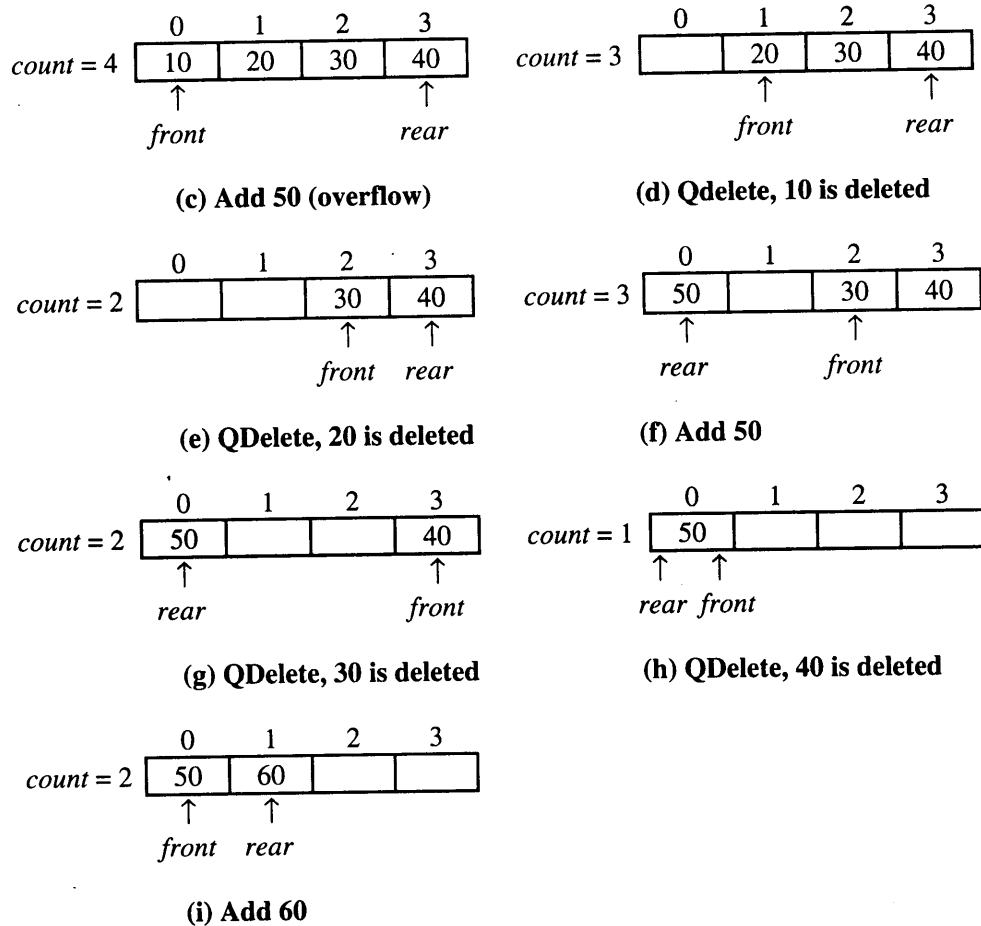 0 1 2 3
count = 4 10 20 30 40
front rear
(c) Add 50 (overflow)
0 1 2 3
count = 3 20 30 40
front rear
(d) Qdelete, 10 is deleted
0 1 2 3
count = 2 30 40
front rear
(e) QDelete, 20 is deleted
0 1 2 3
count = 3 50 30 40
rear front
(f) Add 50
0 1 2 3
count = 2 50 40
rear front
(g) QDelete, 30 is deleted
0 1 2 3
count = 1 50
rear front
(h) QDelete, 40 is deleted
0 1 2 3
count = 2 50 60
front rear
(i) Add 60